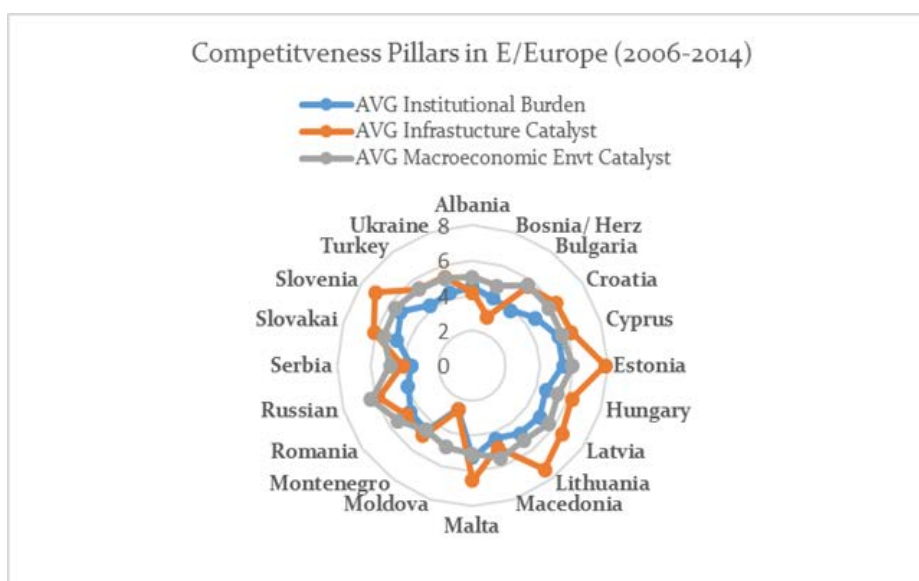 Competitveness Pillars in E/Europe (2006-2014)
AVG Institutional Burden
AVG Infrastucture Catalyst
AVG Macroeconomic Envt Catalyst
Albania
Bosnia/ Herz
Bulgaria
Croatia
Cyprus
Estonia
Hungary
Latvia
Lithuania
Macedonia
Malta
Moldova
Montenegro
Romania
Russian
Serbia
Slovakai
Slovenia
Turkey
Ukraine
8
6
4
2
0